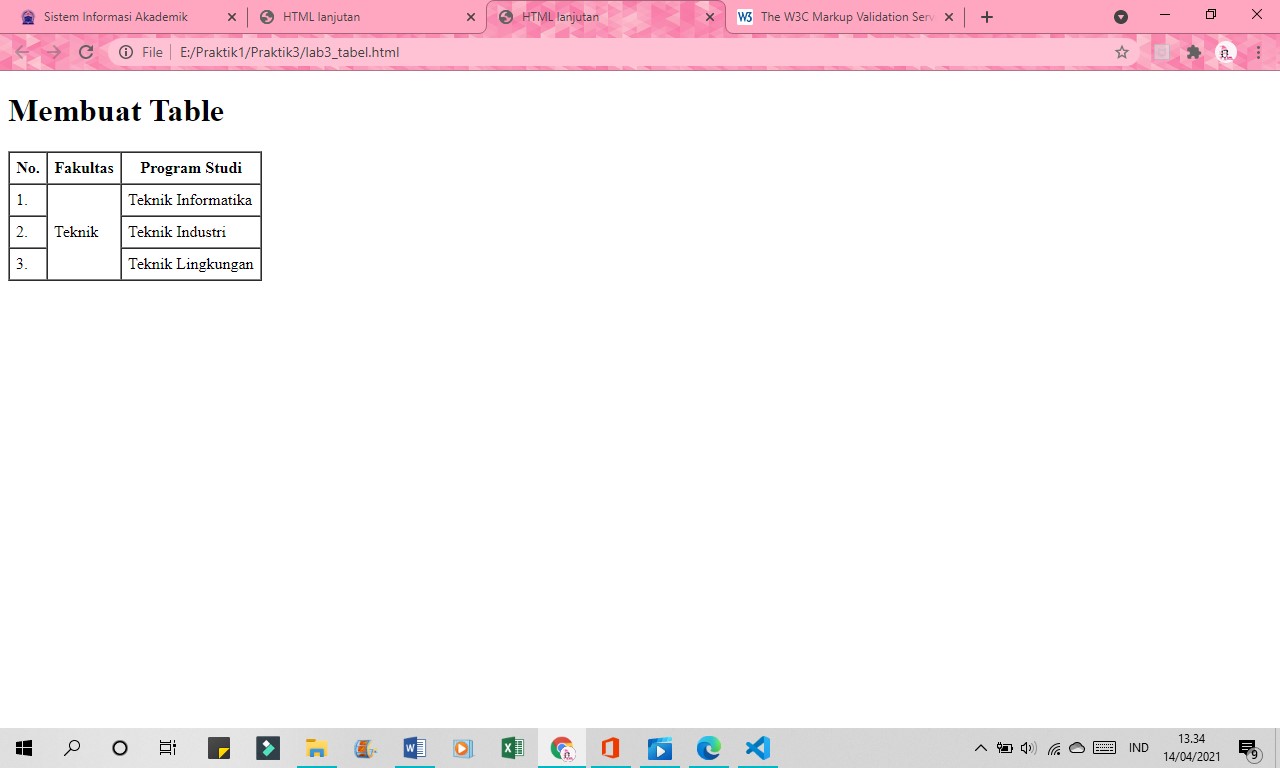 Sistem Informasi Akademik
HTML lanjutan
HTML lanjutan
W3 The W3C Markup Validation Serv
File E:/Praktik1/Praktik3/lab3_tabel.html
Membuat Table
No. Fakultas Program Studi
1. Teknik Informatika
2. Teknik Teknik Industri
3. Teknik Lingkungan
IND
13.34
14/04/2021
9